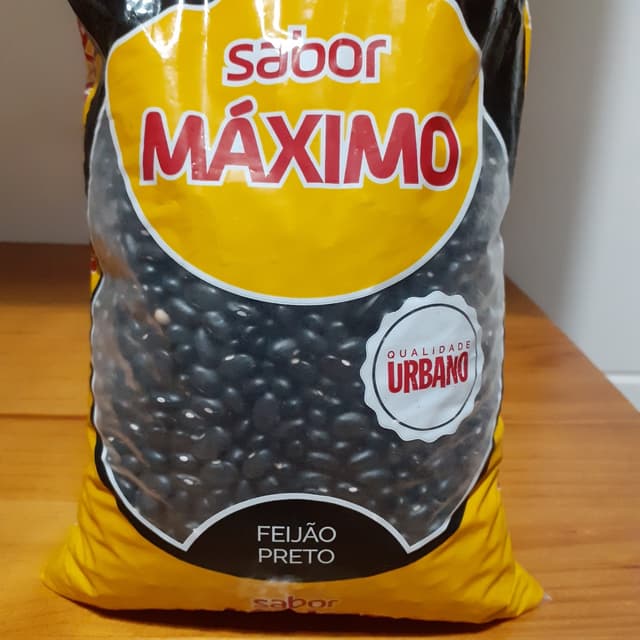 sabor
MÁXIMO
QUALIDADE
URBANO
FEIJÃO
PRETO
sabor